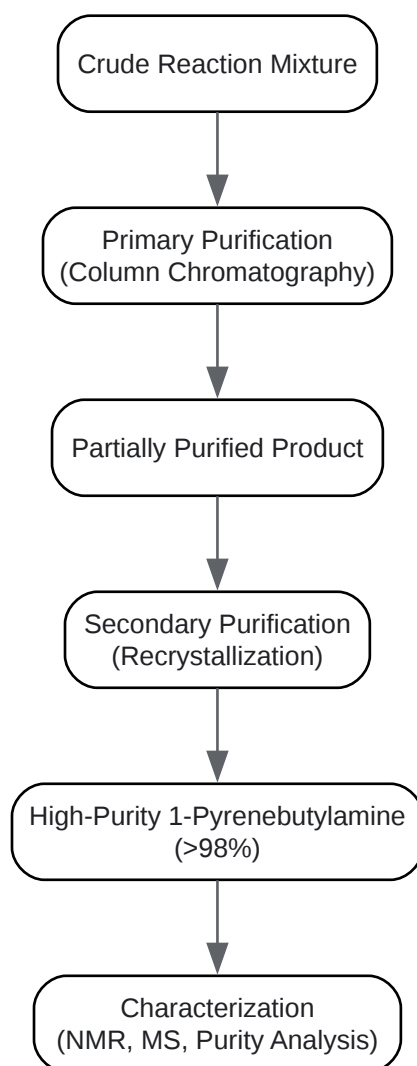 Crude Reaction Mixture
Primary Purification
(Column Chromatography)
Partially Purified Product
Secondary Purification
(Recrystallization)
High-Purity 1-Pyrenebutylamine
(>98%)
Characterization
(NMR, MS, Purity Analysis)